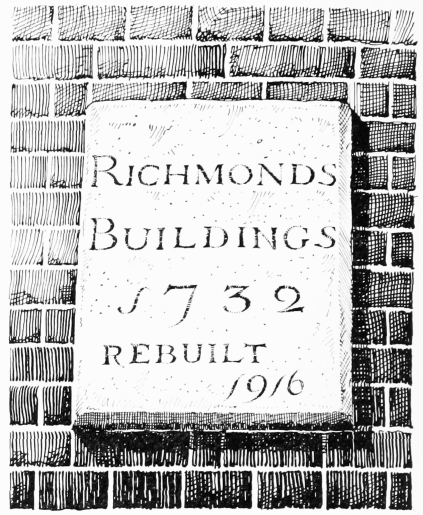 RICHMONDS
BUILDINGS
1732
REBUILT
1916